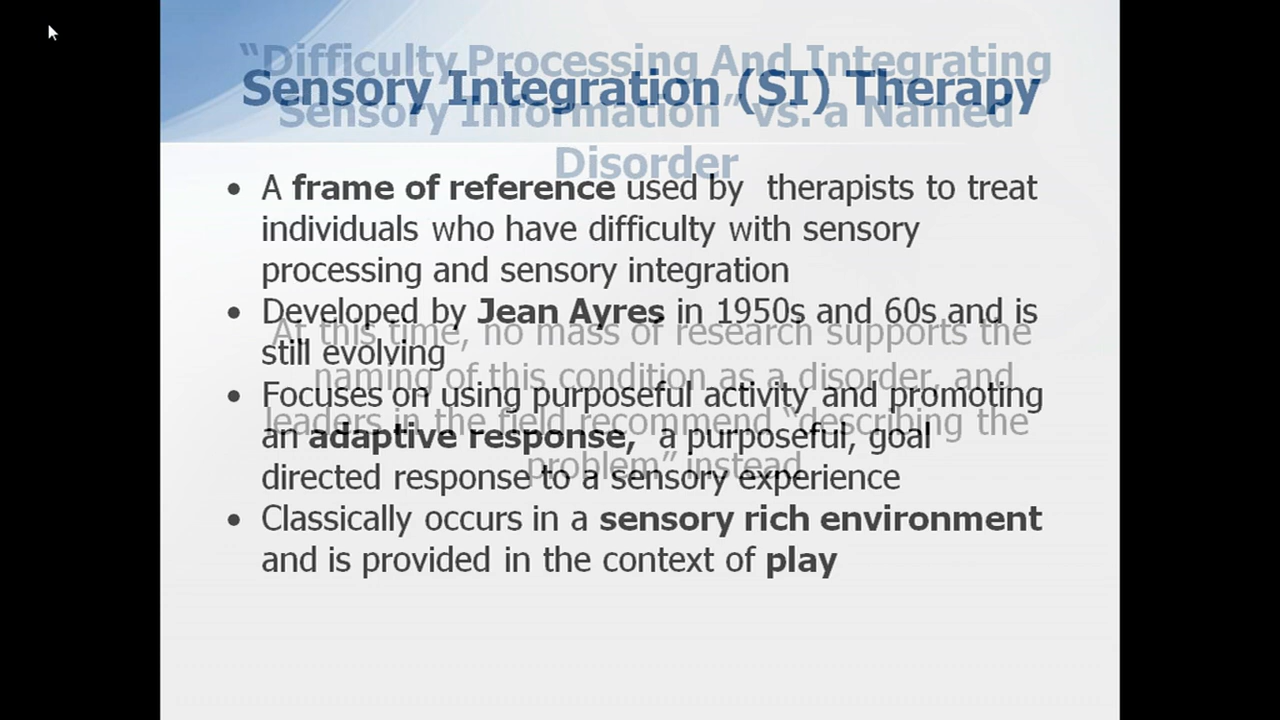 “Difficulty Processing And Integrating
Sensory Integration (SI) Therapy
Sensory Information” vs. a Named
Disorder
• A frame of reference used by therapists to treat
individuals who have difficulty with sensory
processing and sensory integration
• Developed by Jean Ayres in 1950s and 60s and is
At this time, no mass of research supports the
still evolving
naming of this condition as a disorder, and
• Focuses on using purposeful activity and promoting
leaders in the field recommend “describing the
an adaptive response, a purposeful, goal
problem” instead
directed response to a sensory experience
• Classically occurs in a sensory rich environment
and is provided in the context of play